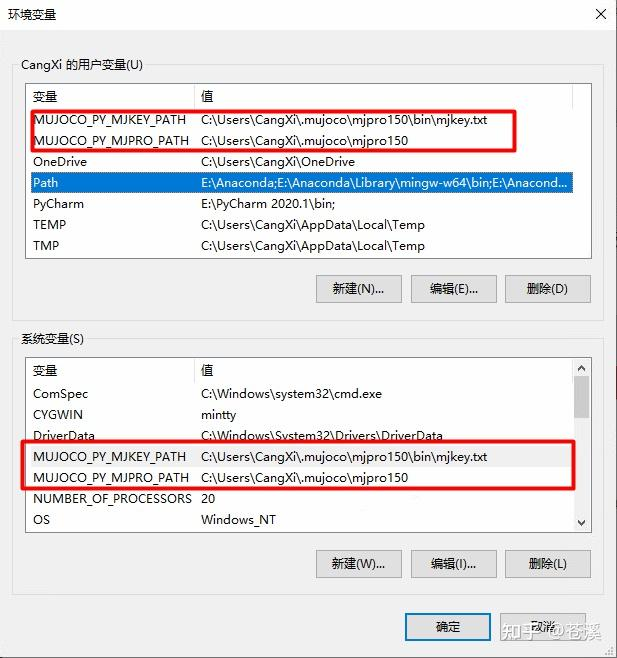 环境变量
CangXi 的用户变量(U)
变量 值
MUJOCO_PY_MJKEY_PATH C:\Users\CangXi\.mujoco\mjpro150\bin\mjkey.txt
MUJOCO_PY_MJPRO_PATH C:\Users\CangXi\.mujoco\mjpro150
OneDrive C:\Users\CangXi\OneDrive
Path E:\Anaconda;E:\Anaconda\Library\mingw-w64\bin;E:\Anacond...
PyCharm E:\PyCharm 2020.1\bin;
TEMP C:\Users\CangXi\AppData\Local\Temp
TMP C:\Users\CangXi\AppData\Local\Temp
新建(N)... 编辑(E)... 删除(D)
系统变量(S)
变量 值
ComSpec C:\Windows\system32\cmd.exe
CYGWIN mintty
DriverData C:\Windows\System32\Drivers\DriverData
MUJOCO_PY_MJKEY_PATH C:\Users\CangXi\.mujoco\mjpro150\bin\mjkey.txt
MUJOCO_PY_MJPRO_PATH C:\Users\CangXi\.mujoco\mjpro150
NUMBER_OF_PROCESSORS 20
OS Windows_NT
新建(W)... 编辑(I)... 删除(L)
确定 取消
知乎 @苍溪